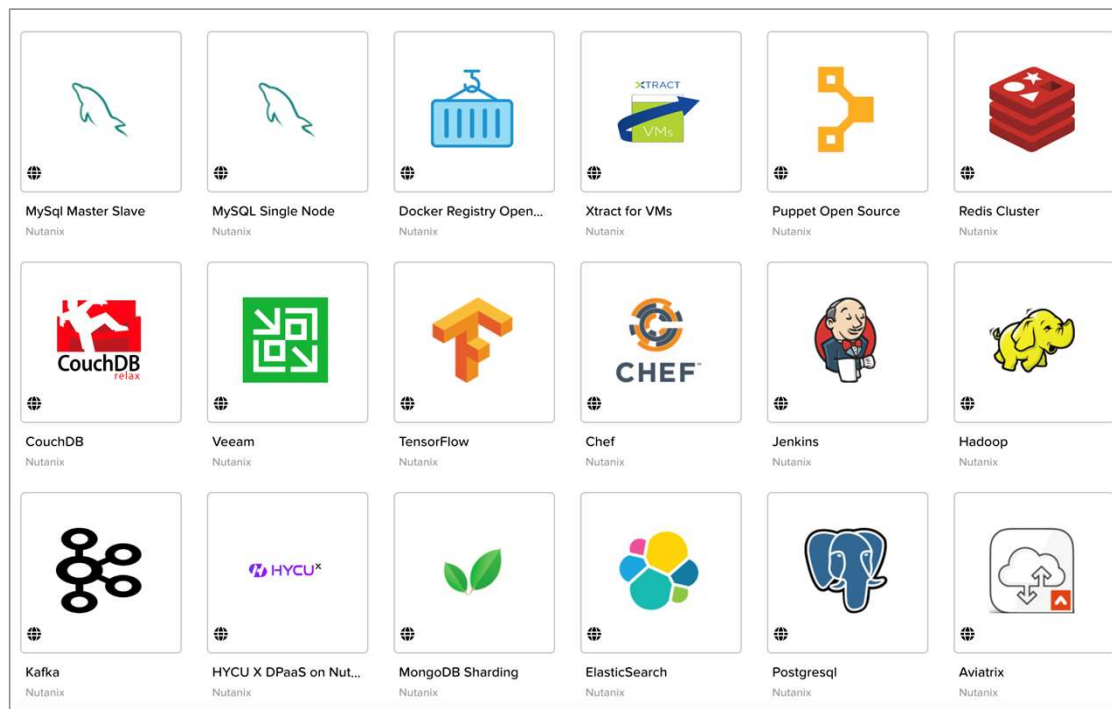 XTRACT
VMs
MySql Master Slave
MySQL Single Node
Docker Registry Open...
Xtract for VMs
Puppet Open Source
Redis Cluster
Nutanix
Nutanix
Nutanix
Nutanix
Nutanix
Nutanix
CouchDB
relax
CHEF™
CouchDB
Veeam
TensorFlow
Chef
Jenkins
Hadoop
Nutanix
Nutanix
Nutanix
Nutanix
Nutanix
Nutanix
HYCU X
Kafka
HYCU X DPaaS on Nut...
MongoDB Sharding
ElasticSearch
Postgresql
Aviatrix
Nutanix
Nutanix
Nutanix
Nutanix
Nutanix
Nutanix